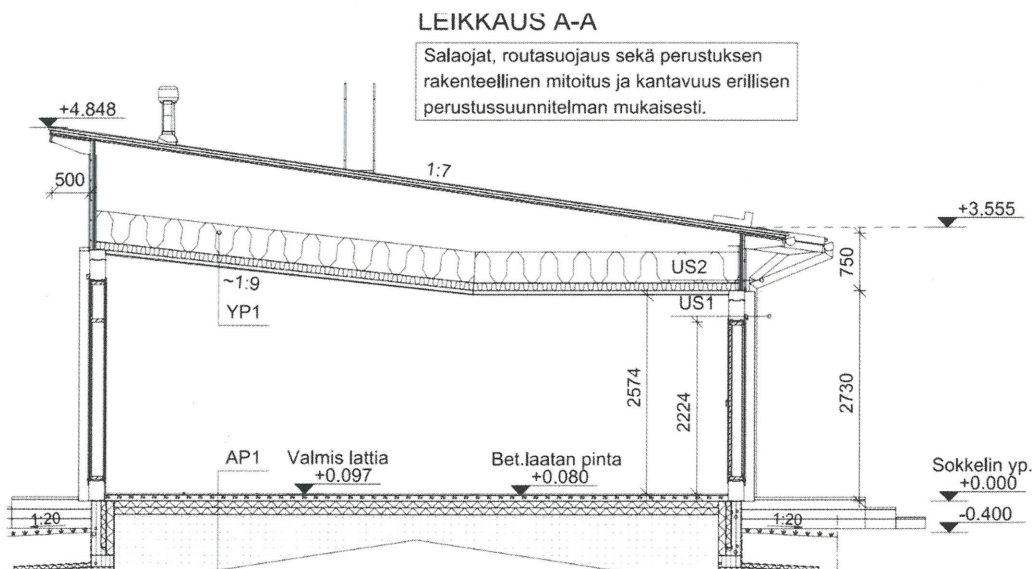 LEIKKAUS A-A
Salaojat, routasuojaus sekä perustuksen
rakenteellinen mitoitus ja kantavuus erillisen
perustussuunnitelman mukaisesti.
+4.848
500
1:7
+3.555
750
US2
US1
~1:9
YP1
2574
2224
2730
AP1
Valmis lattia
+0.097
Bet.laatan pinta
+0.080
Sokkelin yp.
+0.000
-0.400
1:20
1:20